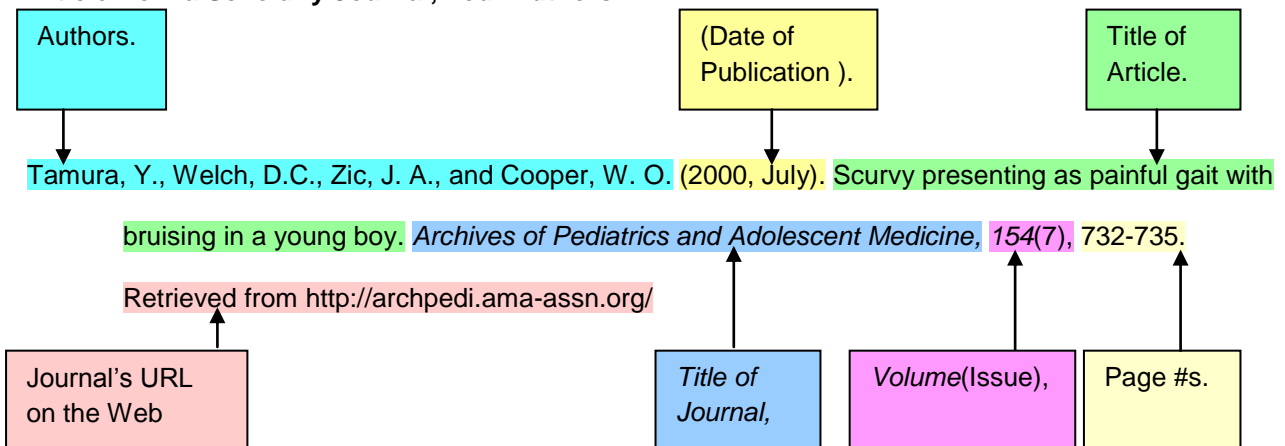 Authors.
(Date of
Publication ).
Title of
Article.
Tamura, Y., Welch, D.C., Zic, J. A., and Cooper, W. O. (2000, July). Scurvy presenting as painful gait with
bruising in a young boy. Archives of Pediatrics and Adolescent Medicine, 154(7), 732-735.
Retrieved from http://archpedi.ama-assn.org/
Journal's URL
on the Web
Title of
Journal,
Volume(Issue),
Page #s.